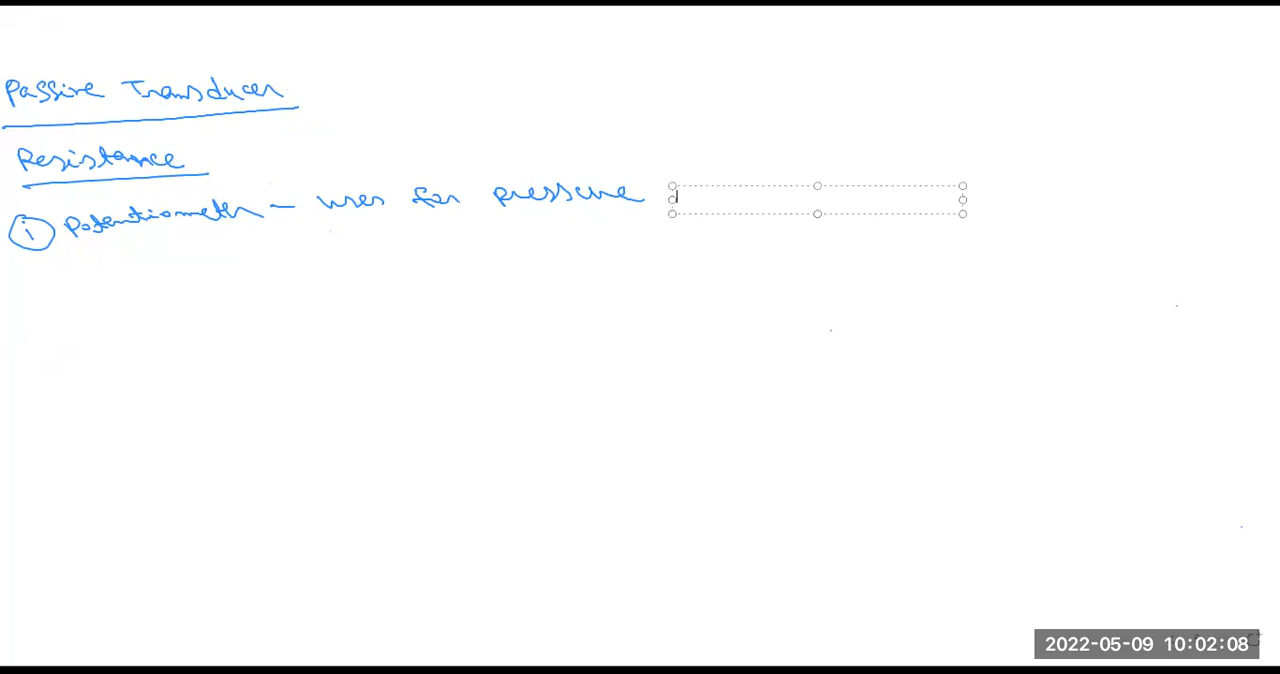 Passive Transducer
Resistance
i Potentiometer - uses for pressure
2022-05-09 10:02:08